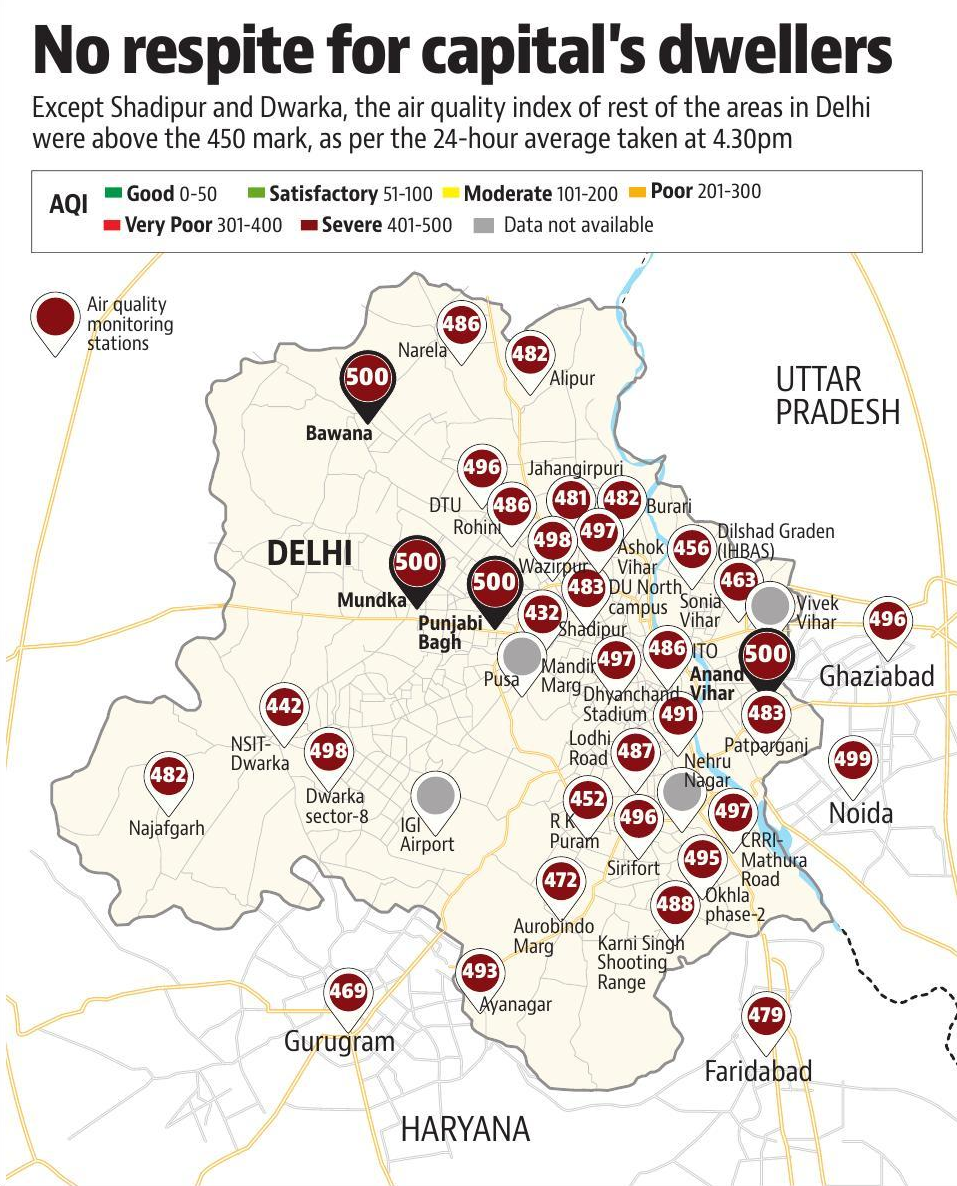 No respite for capital's dwellers
Except Shadipur and Dwarka, the air quality index of rest of the areas in Delhi
were above the 450 mark, as per the 24-hour average taken at 4.30pm
AQI
Good 0-50
Satisfactory 51-100
Moderate 101-200
Poor 201-300
Very Poor 301-400
Severe 401-500
Data not available
Air quality
monitoring
stations
486
Narela
482
Alipur
500
Bawana
UTTAR
PRADESH
496
DTU
486
Rohini
Jahangirpuri
481
482
Burari
498
Wazirpur
497
Ashok
Vihar
456
Dilshad Graden
(IHBAS)
DELHI
500
Mundka
500
Punjabi
Bagh
483
DU North
campus
463
Sonia
Vihar
Vivek
Vihar
496
Ghaziabad
432
Shadipur
Pusa
497
Mandir
Marg
486
ITO
500
Anand
Vihar
Dhyanchand
Stadium
491
483
Patparganj
442
NSIT-
Dwarka
498
Dwarka
sector-8
482
Najafgarh
IGI
Airport
Lodhi
Road
487
Nehru
Nagar
499
Noida
452
R K
Puram
496
Sirifort
497
CRRI-
Mathura
Road
495
Okhla
phase-2
472
Aurobindo
Marg
488
Karni Singh
Shooting
Range
493
Ayanagar
469
Gurugram
479
Faridabad
HARYANA